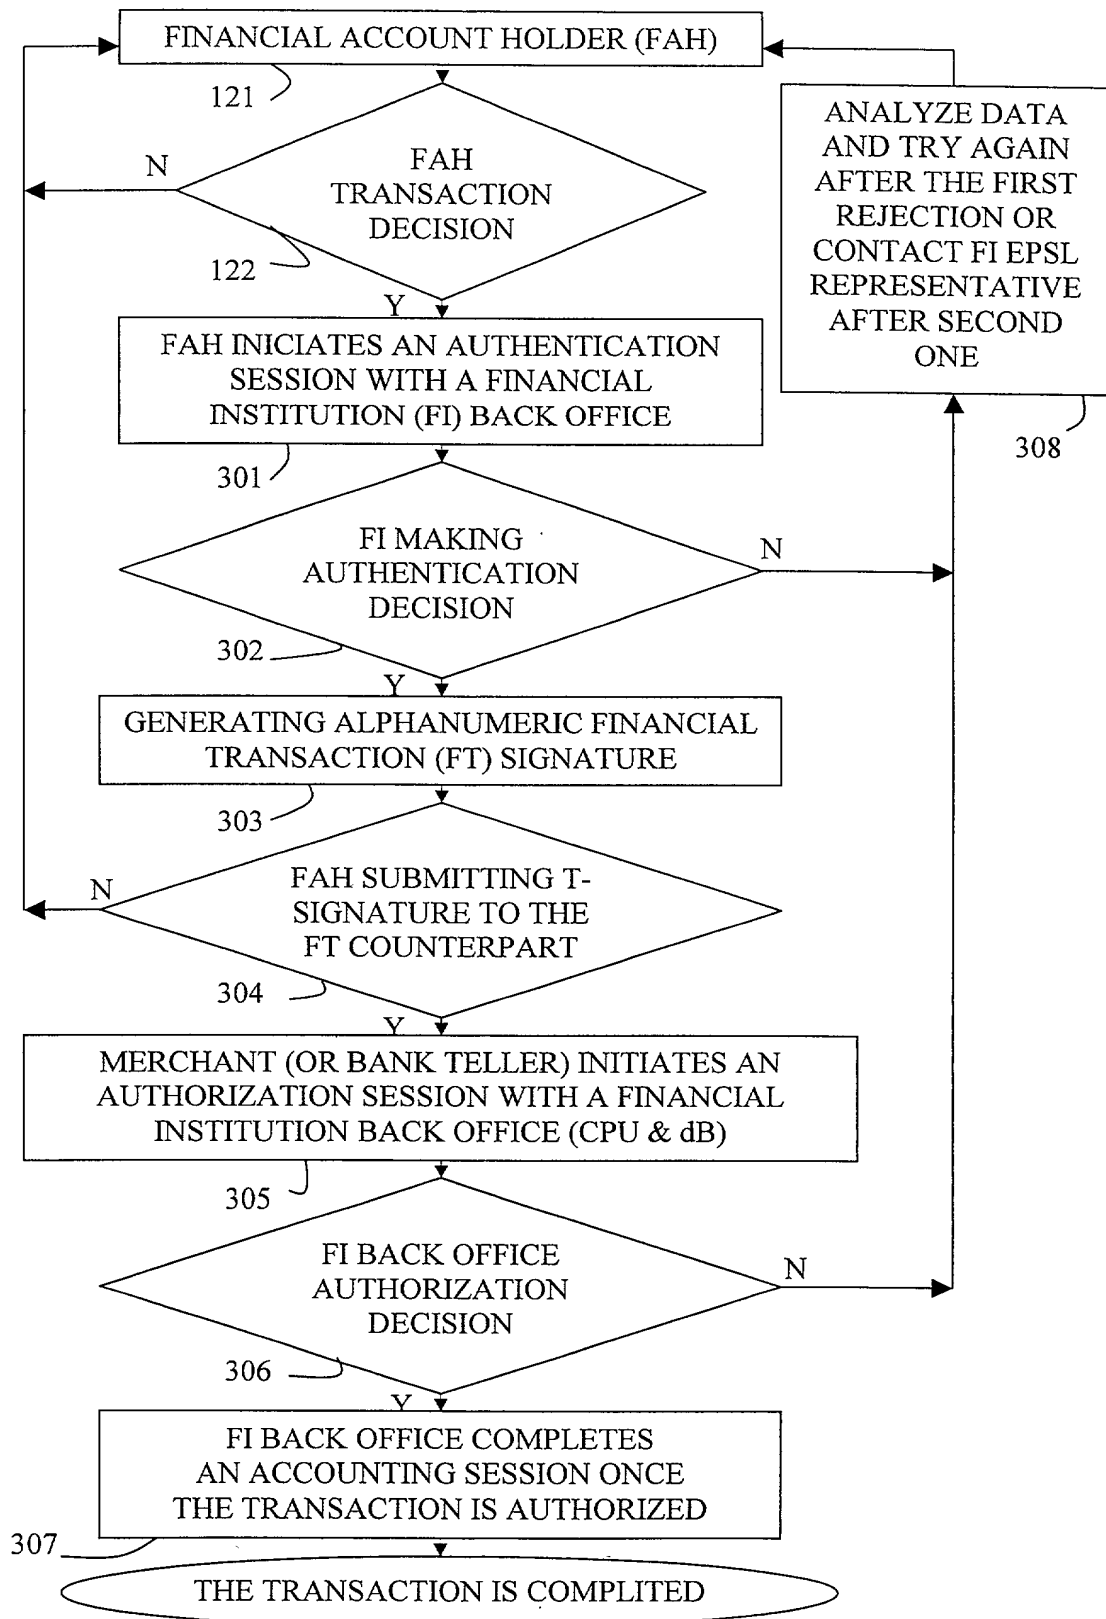 FINANCIAL ACCOUNT HOLDER (FAH)
121
ANALYZE DATA
AND TRY AGAIN
AFTER THE FIRST
REJECTION OR
CONTACT FI EPSL
REPRESENTATIVE
AFTER SECOND
ONE
308
N
FAH
TRANSACTION
DECISION
122
Y
FAH INICIATES AN AUTHENTICATION
SESSION WITH A FINANCIAL
INSTITUTION (FI) BACK OFFICE
301
FI MAKING
AUTHENTICATION
DECISION
N
302
Y
GENERATING ALPHANUMERIC FINANCIAL
TRANSACTION (FT) SIGNATURE
303
N
FAH SUBMITTING T-
SIGNATURE TO THE
FT COUNTERPART
304
Y
MERCHANT (OR BANK TELLER) INITIATES AN
AUTHORIZATION SESSION WITH A FINANCIAL
INSTITUTION BACK OFFICE (CPU & dB)
305
FI BACK OFFICE
AUTHORIZATION
DECISION
N
306
Y
FI BACK OFFICE COMPLETES
AN ACCOUNTING SESSION ONCE
THE TRANSACTION IS AUTHORIZED
307
THE TRANSACTION IS COMPLITED